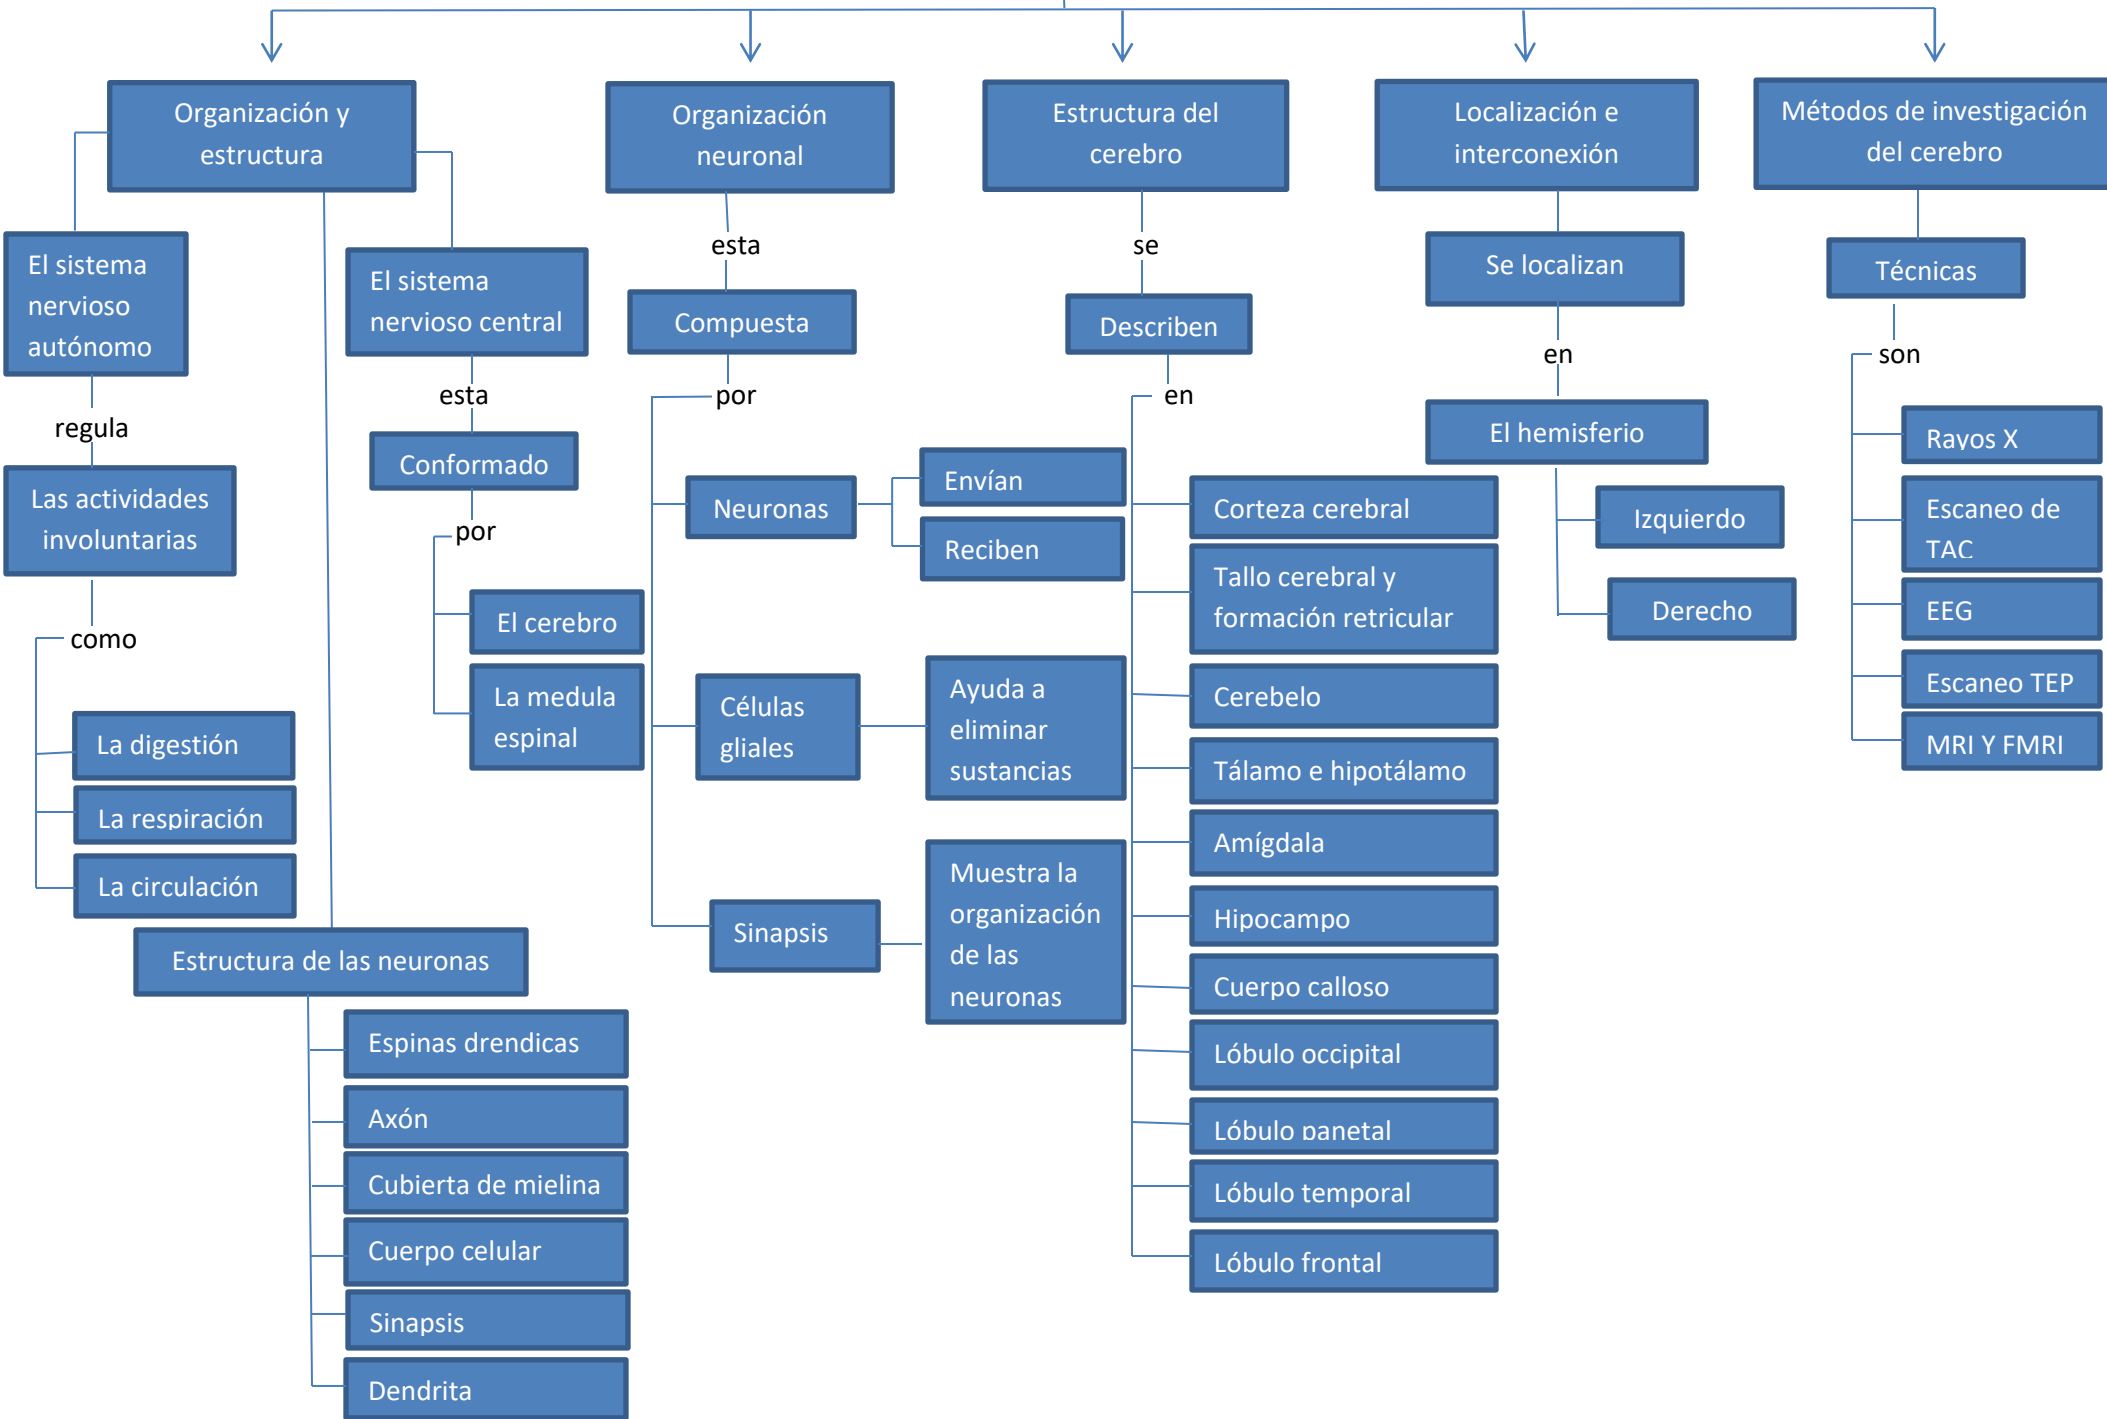 Organización y
estructura
Organización
neuronal
Estructura del
cerebro
Localización e
interconexión
Métodos de investigación
del cerebro
El sistema
nervioso
autónomo
El sistema
nervioso central
esta
Compuesta
por
se
Describen
en
Se localizan
en
El hemisferio
Técnicas
son
regula
Las actividades
involuntarias
como
La digestión
La respiración
La circulación
esta
Conformado
por
El cerebro
La medula
espinal
Estructura de las neuronas
Espinas drendicas
Axón
Cubierta de mielina
Cuerpo celular
Sinapsis
Dendrita
Neuronas
Envían
Reciben
Células
gliales
Ayuda a
eliminar
sustancias
Sinapsis
Muestra la
organización
de las
neuronas
Corteza cerebral
Tallo cerebral y
formación retricular
Cerebelo
Tálamo e hipotálamo
Amígdala
Hipocampo
Cuerpo calloso
Lóbulo occipital
Lóbulo panetal
Lóbulo temporal
Lóbulo frontal
Izquierdo
Derecho
Rayos X
Escaneo de
TAC
EEG
Escaneo TEP
MRI Y FMRI